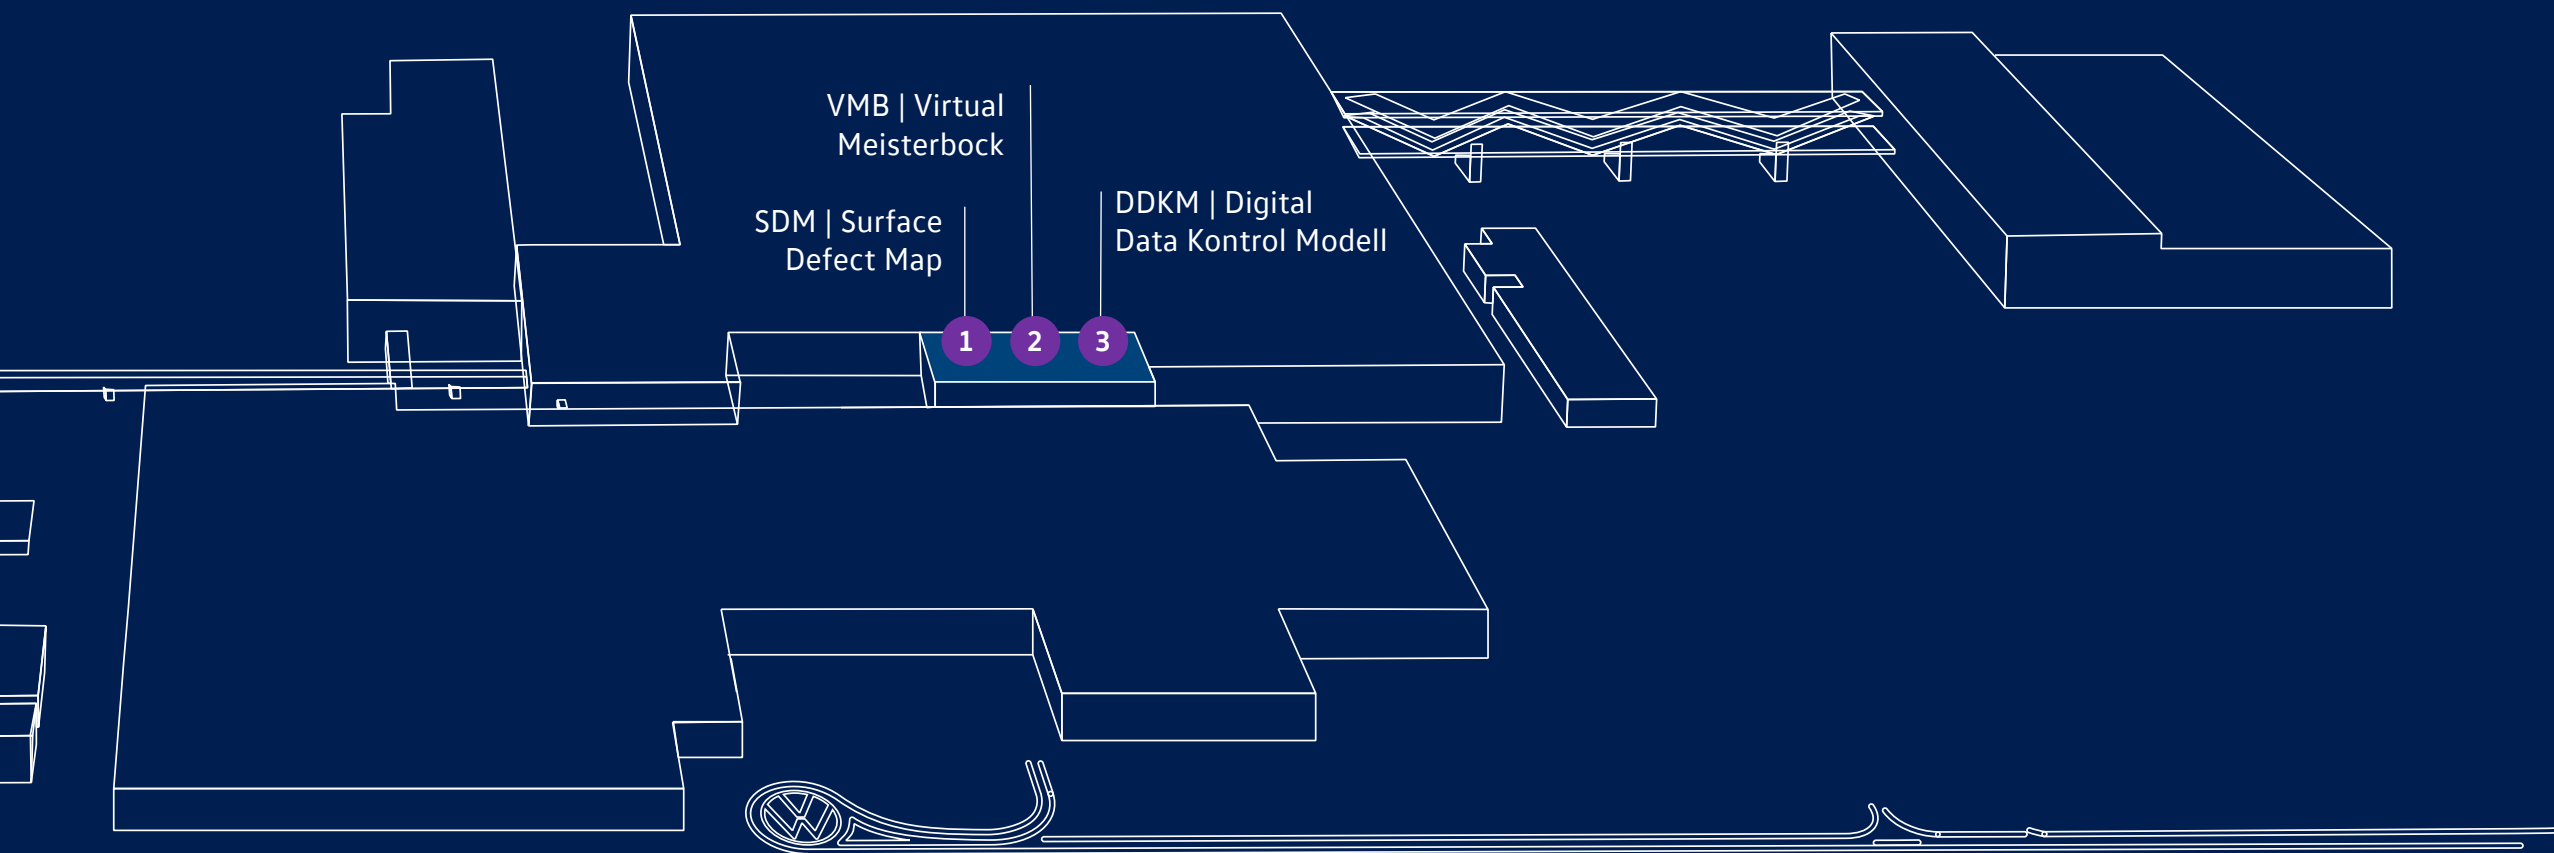 VMB | Virtual
Meisterbock
SDM | Surface
Defect Map
DDKM | Digital
Data Kontrol Modell
1
2
3